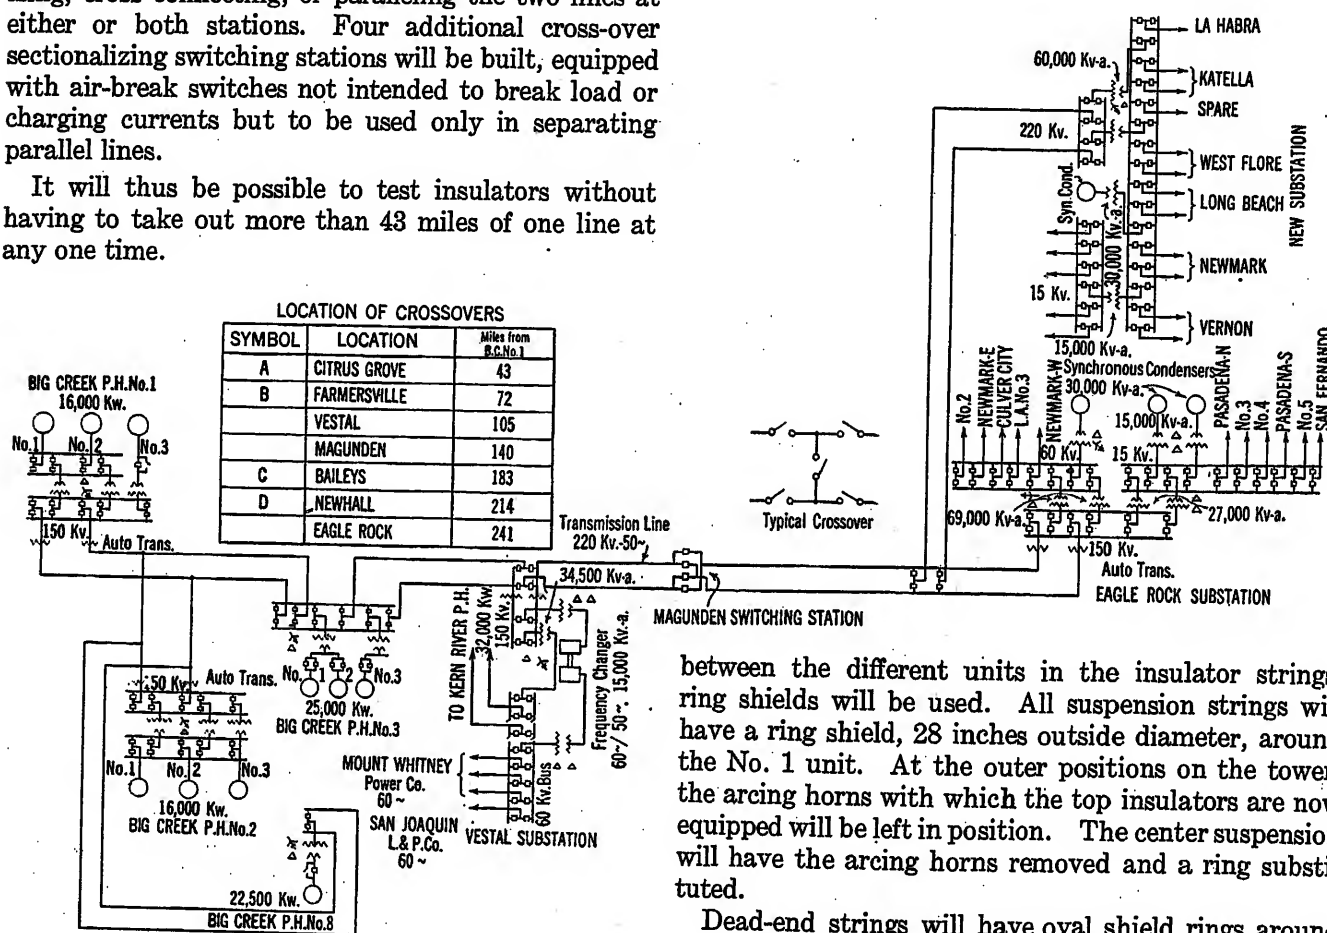 either or both stations. Four additional cross-over
sectionalizing switching stations will be built, equipped
with air-break switches not intended to break load or
charging currents but to be used only in separating
parallel lines.
It will thus be possible to test insulators without
having to take out more than 43 miles of one line at
any one time.
LOCATION OF CROSSOVERS
SYMBOL LOCATION Miles from B.C.No.1
A CITRUS GROVE 43
B FARMERSVILLE 72
VESTAL 105
MAGUNDEN 140
C BAILEYS 183
D NEWHALL 214
EAGLE ROCK 241
BIG CREEK P.H.No.1
16,000 Kw.
No.1 No.2 No.3
150 Kv.
Auto Trans.
150 Kv. Auto Trans.
No.1 No.2 No.3
16,000 Kw.
BIG CREEK P.H.No.2
No. 1 2 No.3
25,000 Kw.
BIG CREEK P.H.No.3
22,500 Kw.
BIG CREEK P.H.No.8
TO KERN RIVER P.H.
32,000 Kw.
150 Kv.
34,500 Kv-a.
Frequency Changer
60~/50~. 15,000 Kv.-a.
MOUNT WHITNEY
Power Co.
60~
SAN JOAQUIN
L.& P.Co.
60~
60 Kv.Bus
VESTAL SUBSTATION
Transmission Line
220 Kv.-50~
MAGUNDEN SWITCHING STATION
Typical Crossover
LA HABRA
60,000 Kv-a.
KATELLA
SPARE
220 Kv.
WEST FLORE
Syn.Cond.
LONG BEACH
NEW SUBSTATION
30,000 Kv.-a.
NEWMARK
15 Kv.
VERNON
15,000 Kv-a.
Synchronous Condensers
30,000 Kv-a.
15,000 Kv-a.
No.2
NEWMARK-E
CULVER CITY
L.A.No.3
NEWMARK-W
60 Kv.
15 Kv.
PASADENA-N
No.3
No.4
PASADENA-S
No.5
SAN FERNANDO
69,000 Kv-a.
27,000 Kv-a.
150 Kv.
Auto Trans.
EAGLE ROCK SUBSTATION
between the different units in the insulator string
ring shields will be used. All suspension strings wi
have a ring shield, 28 inches outside diameter, aroun
the No. 1 unit. At the outer positions on the tower
the arcing horns with which the top insulators are no
equipped will be left in position. The center suspensio
will have the arcing horns removed and a ring substi
tuted.
Dead-end strings will have oval shield rings aroun